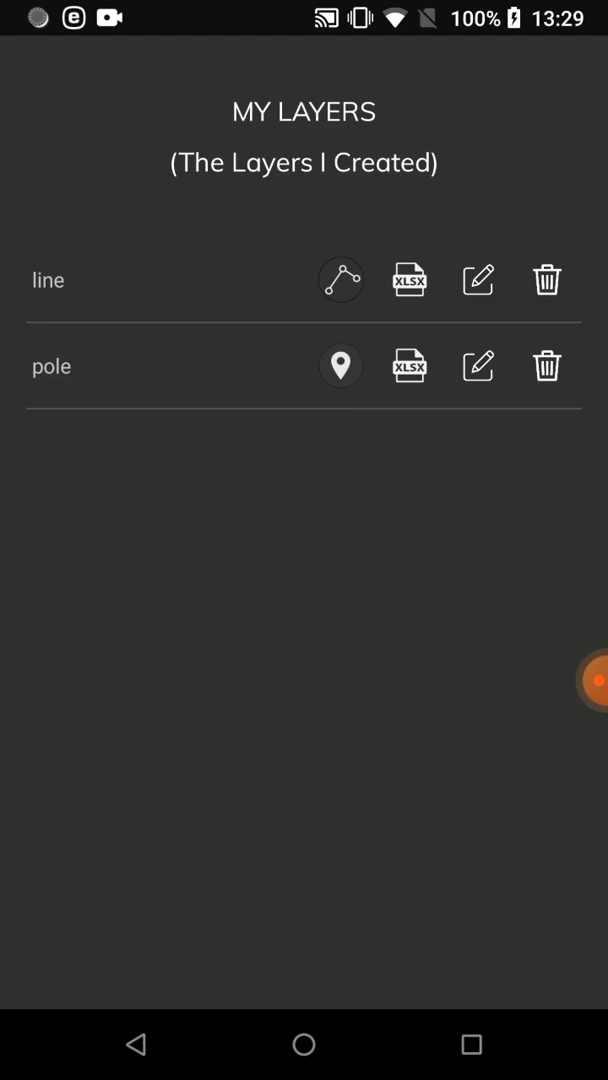 100% 13:29
MY LAYERS
(The Layers I Created)
line XLSX
pole XLSX